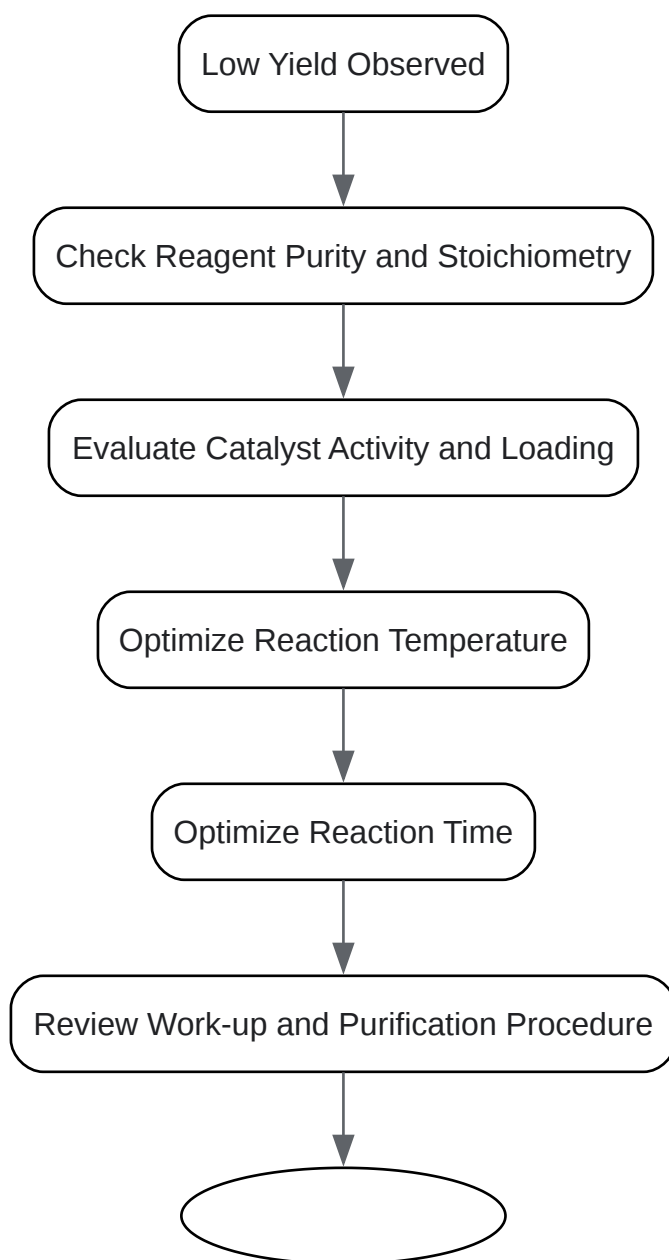 Low Yield Observed
Check Reagent Purity and Stoichiometry
Evaluate Catalyst Activity and Loading
Optimize Reaction Temperature
Optimize Reaction Time
Review Work-up and Purification Procedure